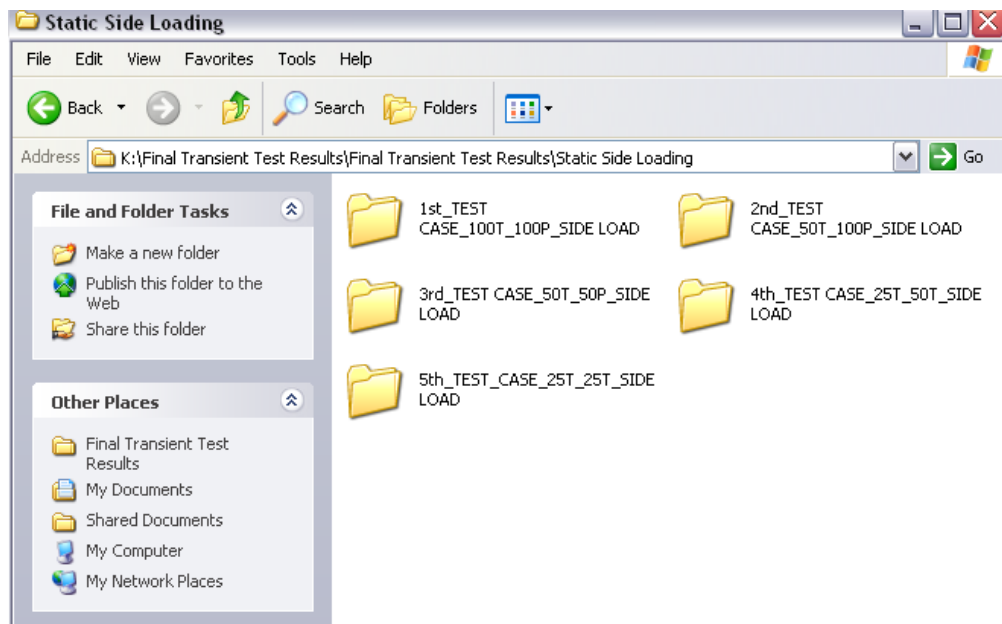 Static Side Loading
File Edit View Favorites Tools Help
Back Search Folders
Address K:\Final Transient Test Results\Final Transient Test Results\Static Side Loading Go
File and Folder Tasks
Make a new folder
Publish this folder to the
Web
Share this folder
Other Places
Final Transient Test
Results
My Documents
Shared Documents
My Computer
My Network Places
1st_TEST
CASE_100T_100P_SIDE LOAD
2nd_TEST
CASE_50T_100P_SIDE LOAD
3rd_TEST CASE_50T_50P_SIDE
LOAD
4th_TEST CASE_25T_50T_SIDE
LOAD
5th_TEST_CASE_25T_25T_SIDE
LOAD